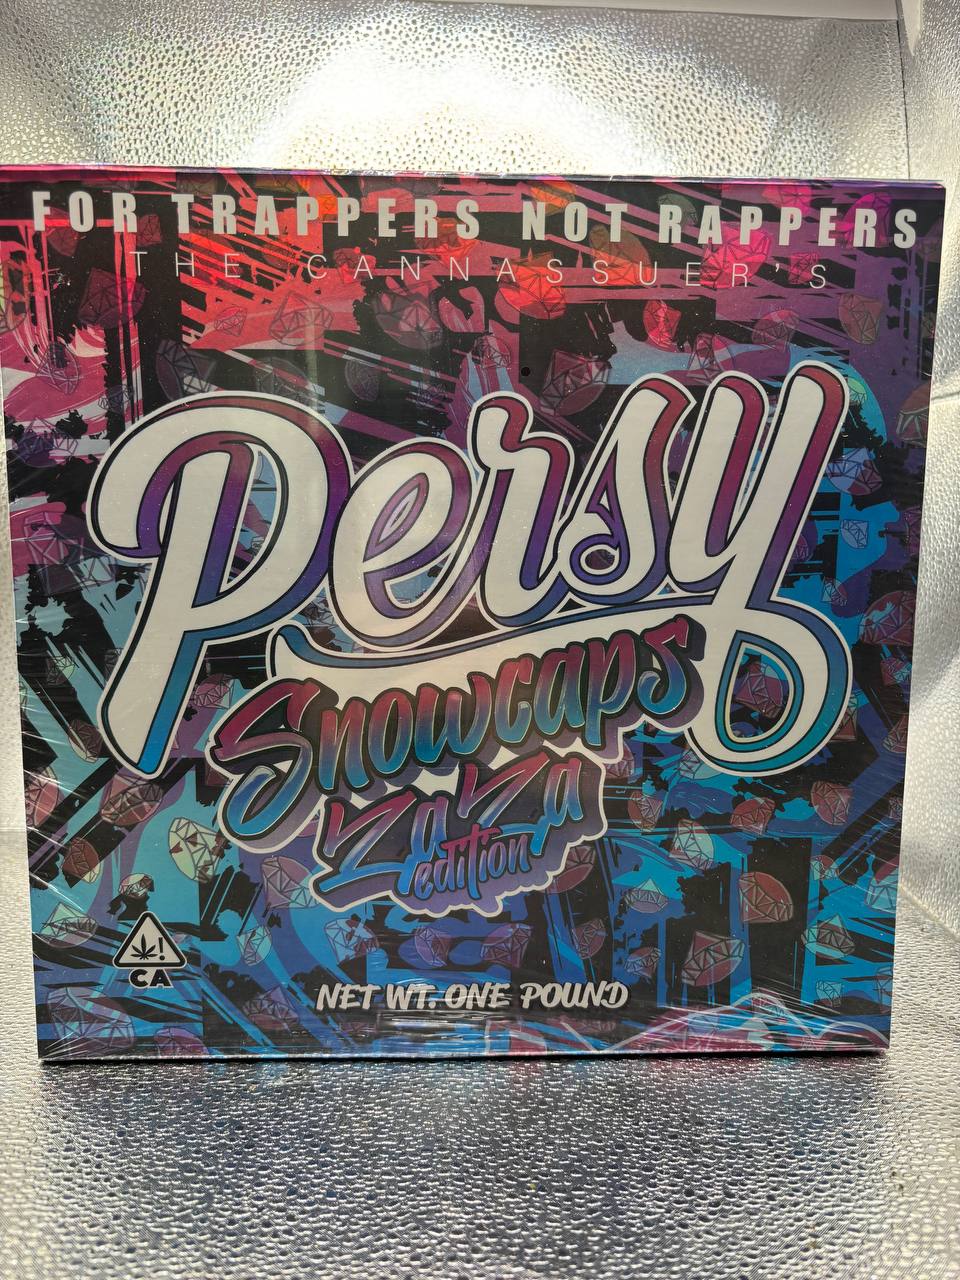 FOR TRAPPERS NOT RAPPERS
THE CANNASSUER'S
Persy
Snowcaps
ZaZa
edition
CA
NET WT. ONE POUND